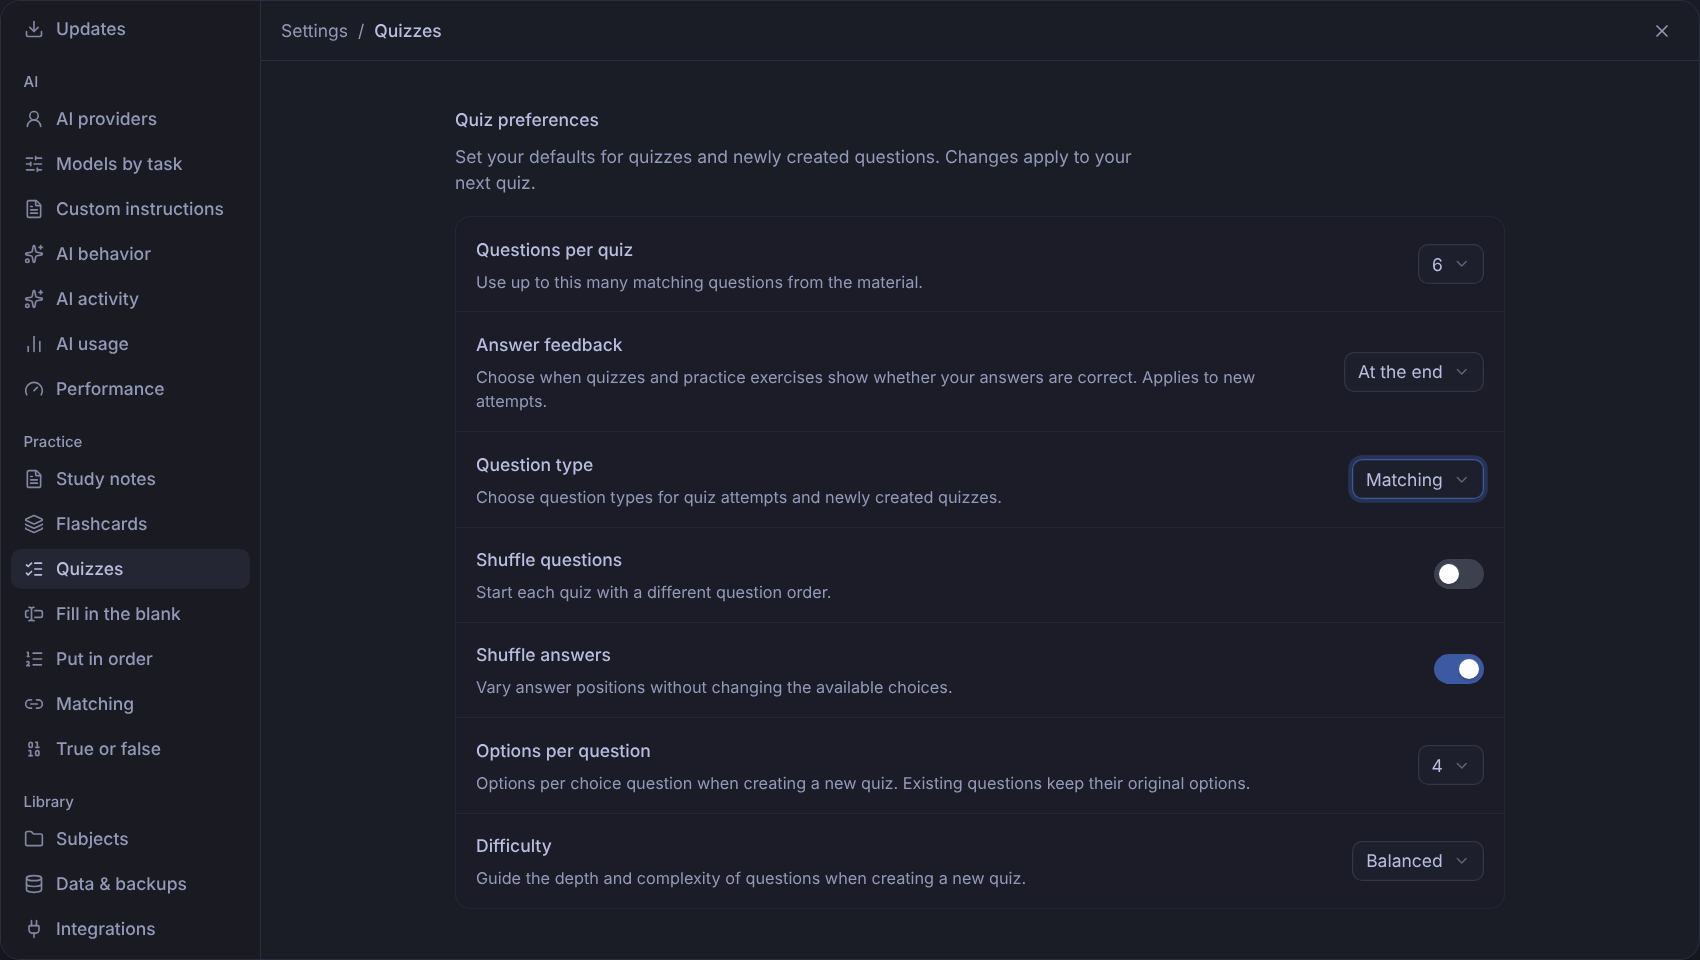 Updates
AI
AI providers
Models by task
Custom instructions
AI behavior
AI activity
AI usage
Performance
Practice
Study notes
Flashcards
Quizzes
Fill in the blank
Put in order
Matching
True or false
Library
Subjects
Data & backups
Integrations
Settings / Quizzes
Quiz preferences
Set your defaults for quizzes and newly created questions. Changes apply to your
next quiz.
Questions per quiz
Use up to this many matching questions from the material.
6
Answer feedback
Choose when quizzes and practice exercises show whether your answers are correct. Applies to new
attempts.
At the end
Question type
Choose question types for quiz attempts and newly created quizzes.
Matching
Shuffle questions
Start each quiz with a different question order.
Shuffle answers
Vary answer positions without changing the available choices.
Options per question
Options per choice question when creating a new quiz. Existing questions keep their original options.
4
Difficulty
Guide the depth and complexity of questions when creating a new quiz.
Balanced